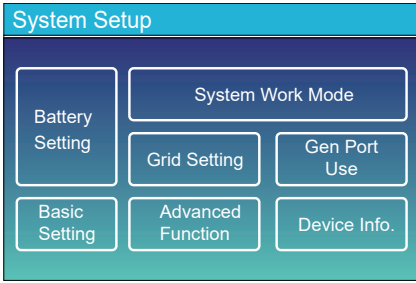 System Setup
Battery
Setting
System Work Mode
Grid Setting
Gen Port
Use
Basic
Setting
Advanced
Function
Device Info.